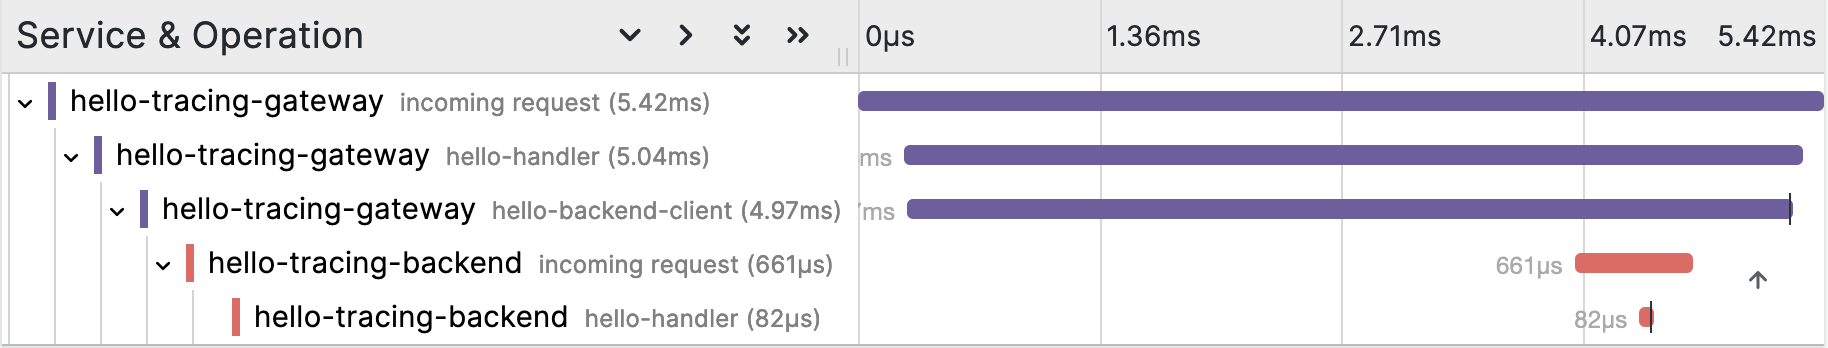 Service & Operation 0μs 1.36ms 2.71ms 4.07ms 5.42ms
hello-tracing-gateway incoming request (5.42ms)
hello-tracing-gateway hello-handler (5.04ms) ms
hello-tracing-gateway hello-backend-client (4.97ms) ms
hello-tracing-backend incoming request (661μs) 661μs
hello-tracing-backend hello-handler (82μs) 82μs